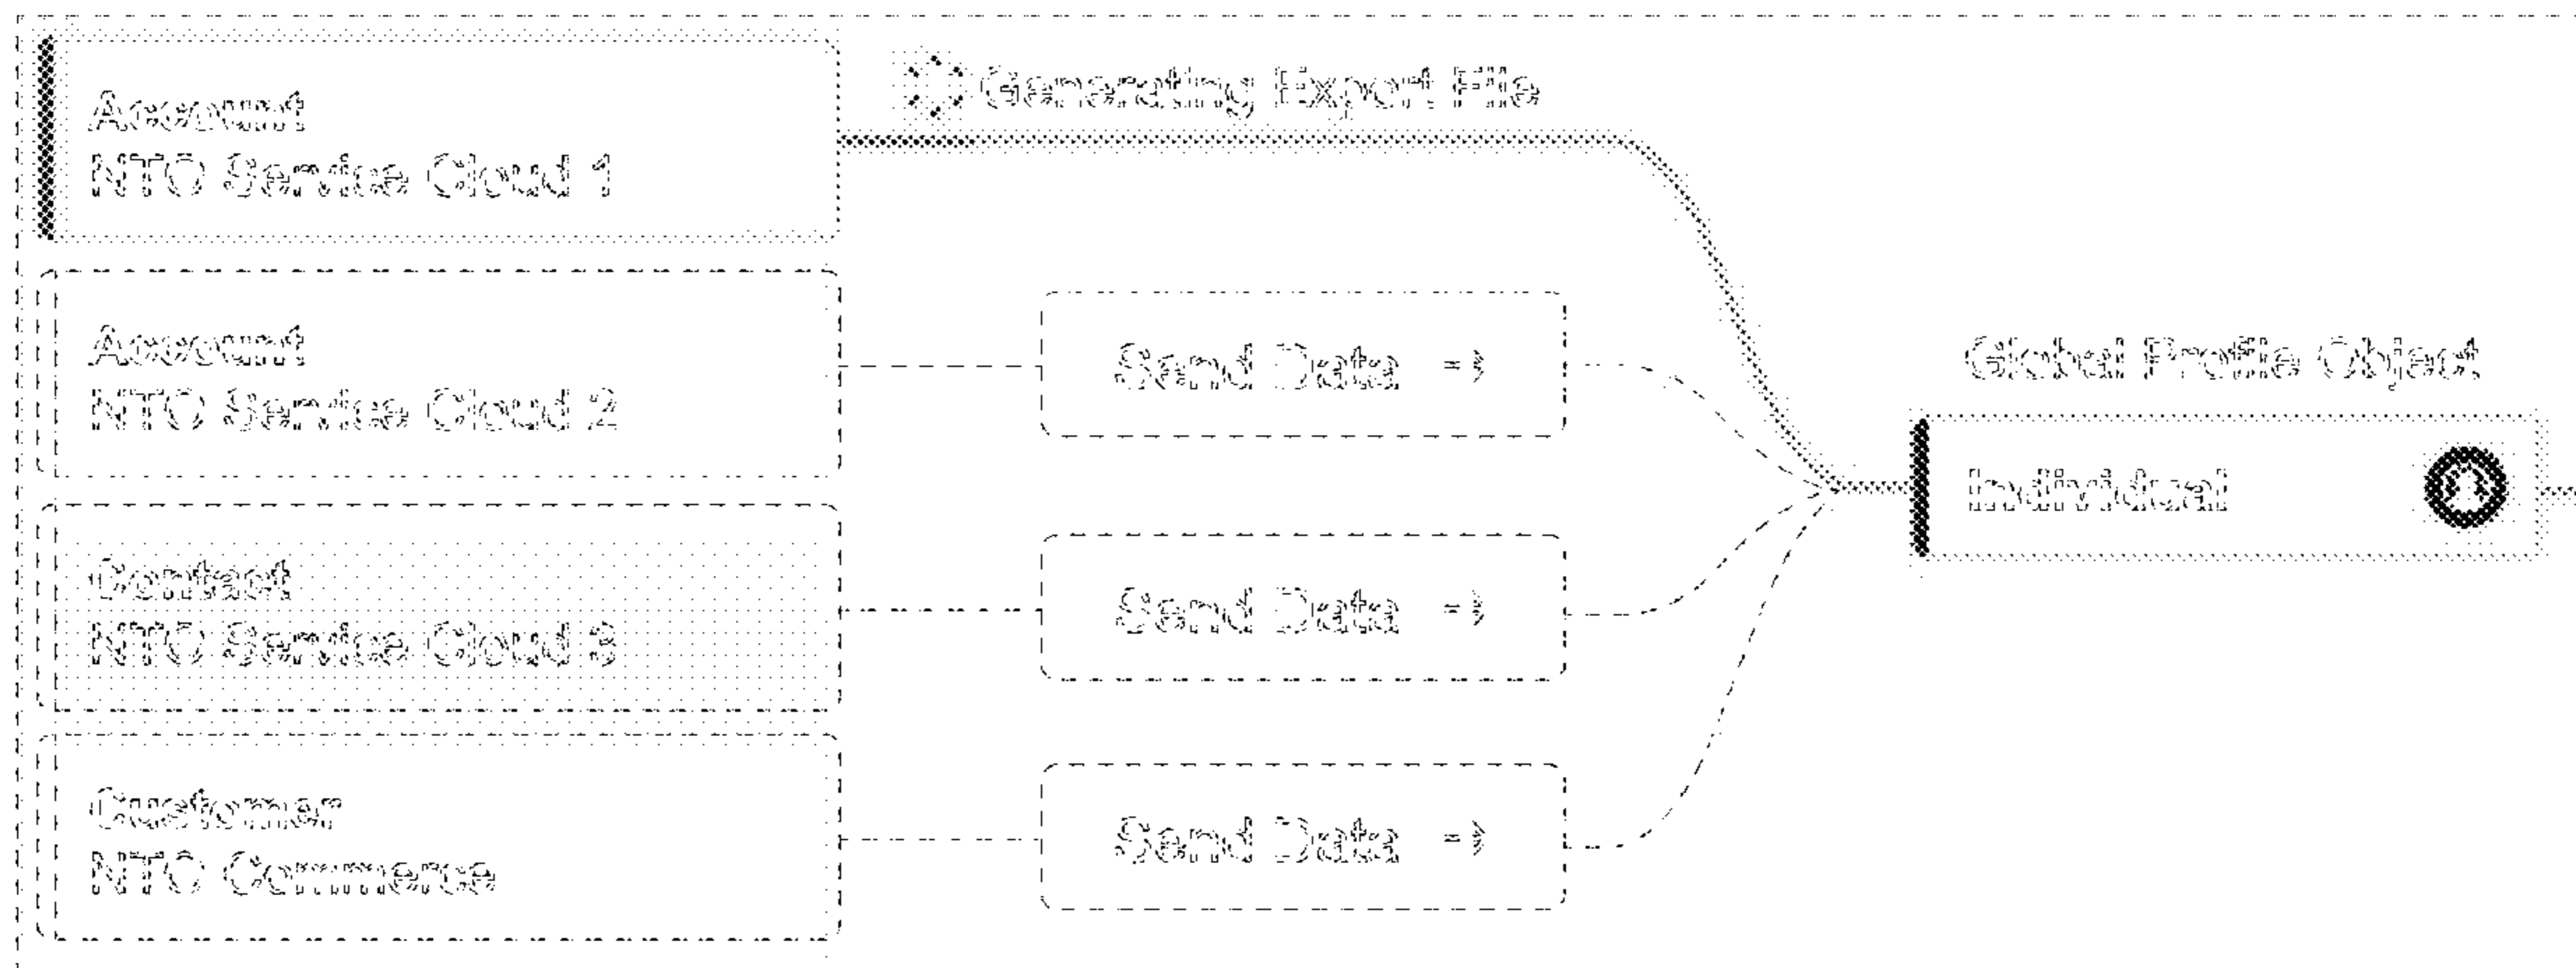 Account
NTO Service Cloud 1
Generating Export File
Account
NTO Service Cloud 2
Send Data
Global Profile Object
Individual
Contact
NTO Service Cloud 3
Send Data
Customer
NTO Commerce
Send Data